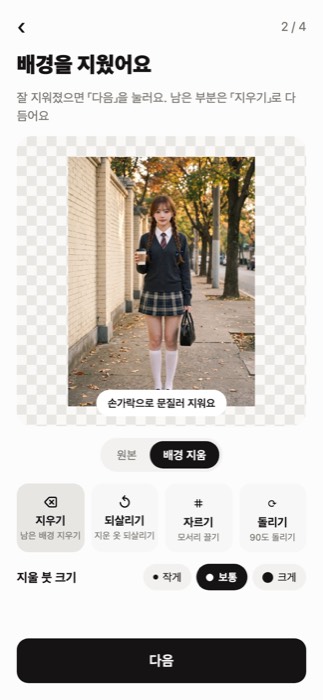 2 / 4
배경을 지웠어요
잘 지워졌으면 「다음」을 눌러요. 남은 부분은 「지우기」로 다
듬어요
손가락으로 문질러 지워요
원본 배경 지움
지우기 되살리기 자르기 돌리기
남은 배경 지우기 지운 옷 되살리기 모서리 끌기 90도 돌리기
지울 붓 크기 작게 보통 크게
다음